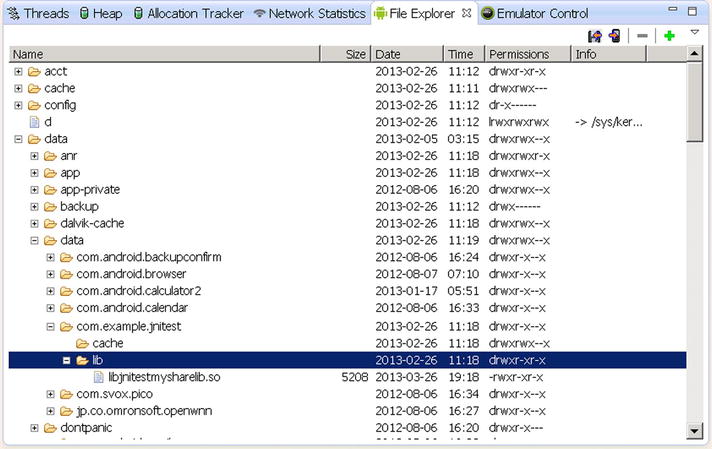 Threads Heap Allocation Tracker Network Statistics File Explorer Emulator Control
Name Size Date Time Permissions Info
acct 2013-02-26 11:12 drwxr-xr-x
cache 2013-02-26 11:11 drwxrwx---
config 2013-02-26 11:12 dr-x------
d 2013-02-26 11:12 lrwxrwxrwx -> /sys/ker...
data 2013-02-05 03:15 drwxrwx--x
anr 2013-02-26 11:18 drwxrwxr-x
app 2013-02-26 11:18 drwxrwx--x
app-private 2012-08-06 16:20 drwxrwx--x
backup 2013-02-26 11:12 drwx------
dalvik-cache 2013-02-26 11:18 drwxrwx--x
data 2013-02-26 11:19 drwxrwx--x
com.android.backupconfirm 2012-08-06 16:24 drwxr-x--x
com.android.browser 2012-08-07 07:10 drwxr-x--x
com.android.calculator2 2013-01-17 05:51 drwxr-x--x
com.android.calendar 2012-08-06 16:33 drwxr-x--x
com.example.jnitest 2013-02-26 11:18 drwxr-x--x
cache 2013-02-26 11:18 drwxrwx--x
lib 2013-02-26 11:18 drwxr-xr-x
libjnitestmysharelib.so 5208 2013-03-26 19:18 -rwxr-xr-x
com.svox.pico 2012-08-06 16:34 drwxr-x--x
jp.co.omronsoft.openwnn 2012-08-06 16:27 drwxr-x--x
dontpanic 2012-08-06 16:20 drwxr-x---